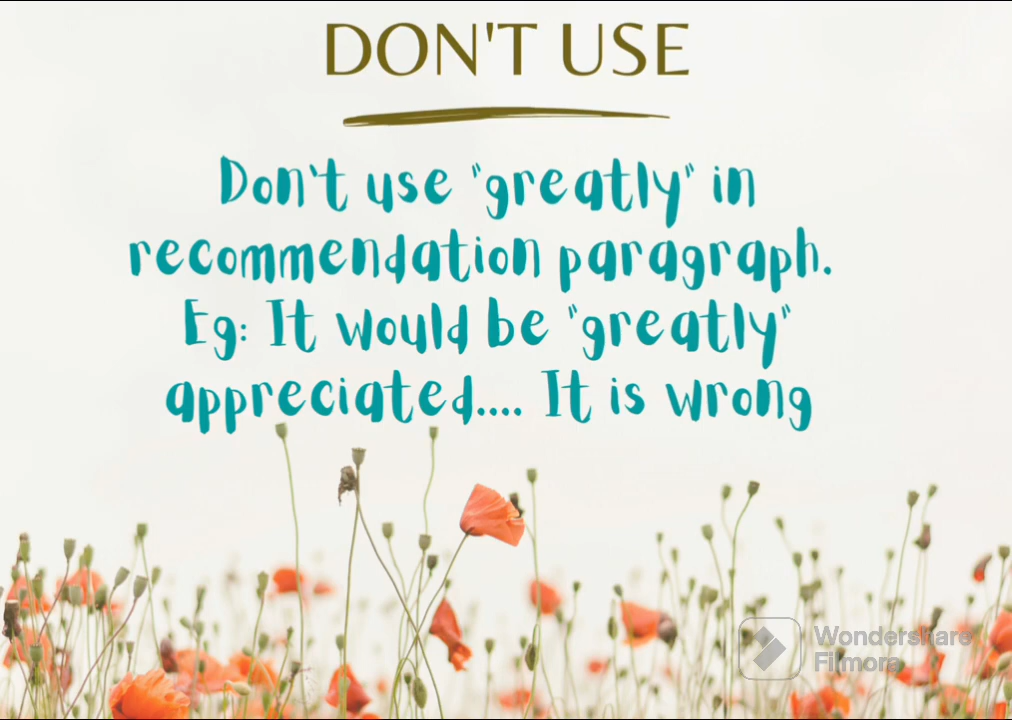 DON'T USE
Don't use "greatly" in
recommendation paragraph.
Eg: It would be "greatly"
appreciated.... It is wrong
Wondershare
Filmora